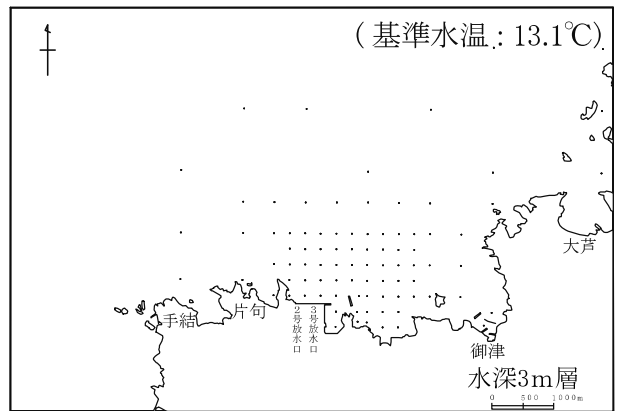 (基準水温:13.1℃)
大芦
片句
手結
2号放水口
3号放水口
御津
水深3m層
0 500 1000m